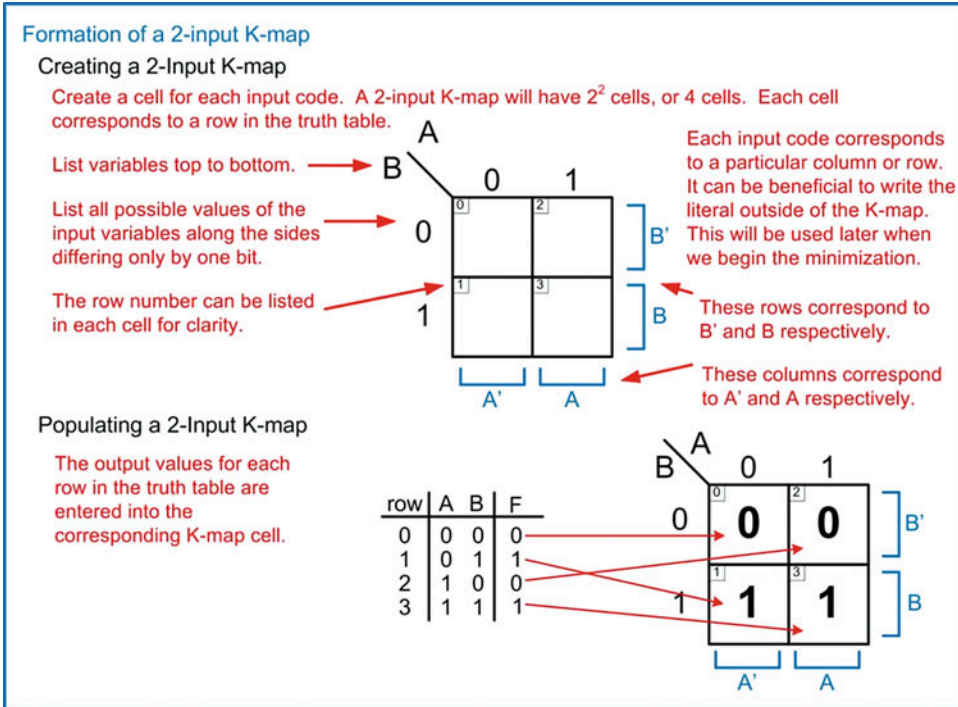 Formation of a 2-input K-map
Creating a 2-Input K-map
Create a cell for each input code. A 2-input K-map will have 2² cells, or 4 cells. Each cell
corresponds to a row in the truth table.
List variables top to bottom.
List all possible values of the
input variables along the sides
differing only by one bit.
The row number can be listed
in each cell for clarity.
A
B
0 1
0 2
0
B'
1 3
1
B
A' A
Each input code corresponds
to a particular column or row.
It can be beneficial to write the
literal outside of the K-map.
This will be used later when
we begin the minimization.
These rows correspond to
B' and B respectively.
These columns correspond
to A' and A respectively.
Populating a 2-Input K-map
The output values for each
row in the truth table are
entered into the
corresponding K-map cell.
row A B F
0 0 0 0
1 0 1 1
2 1 0 0
3 1 1 1
A
B
0 1
0 2
0 0 0 B'
1 3
1 1 1 B
A' A